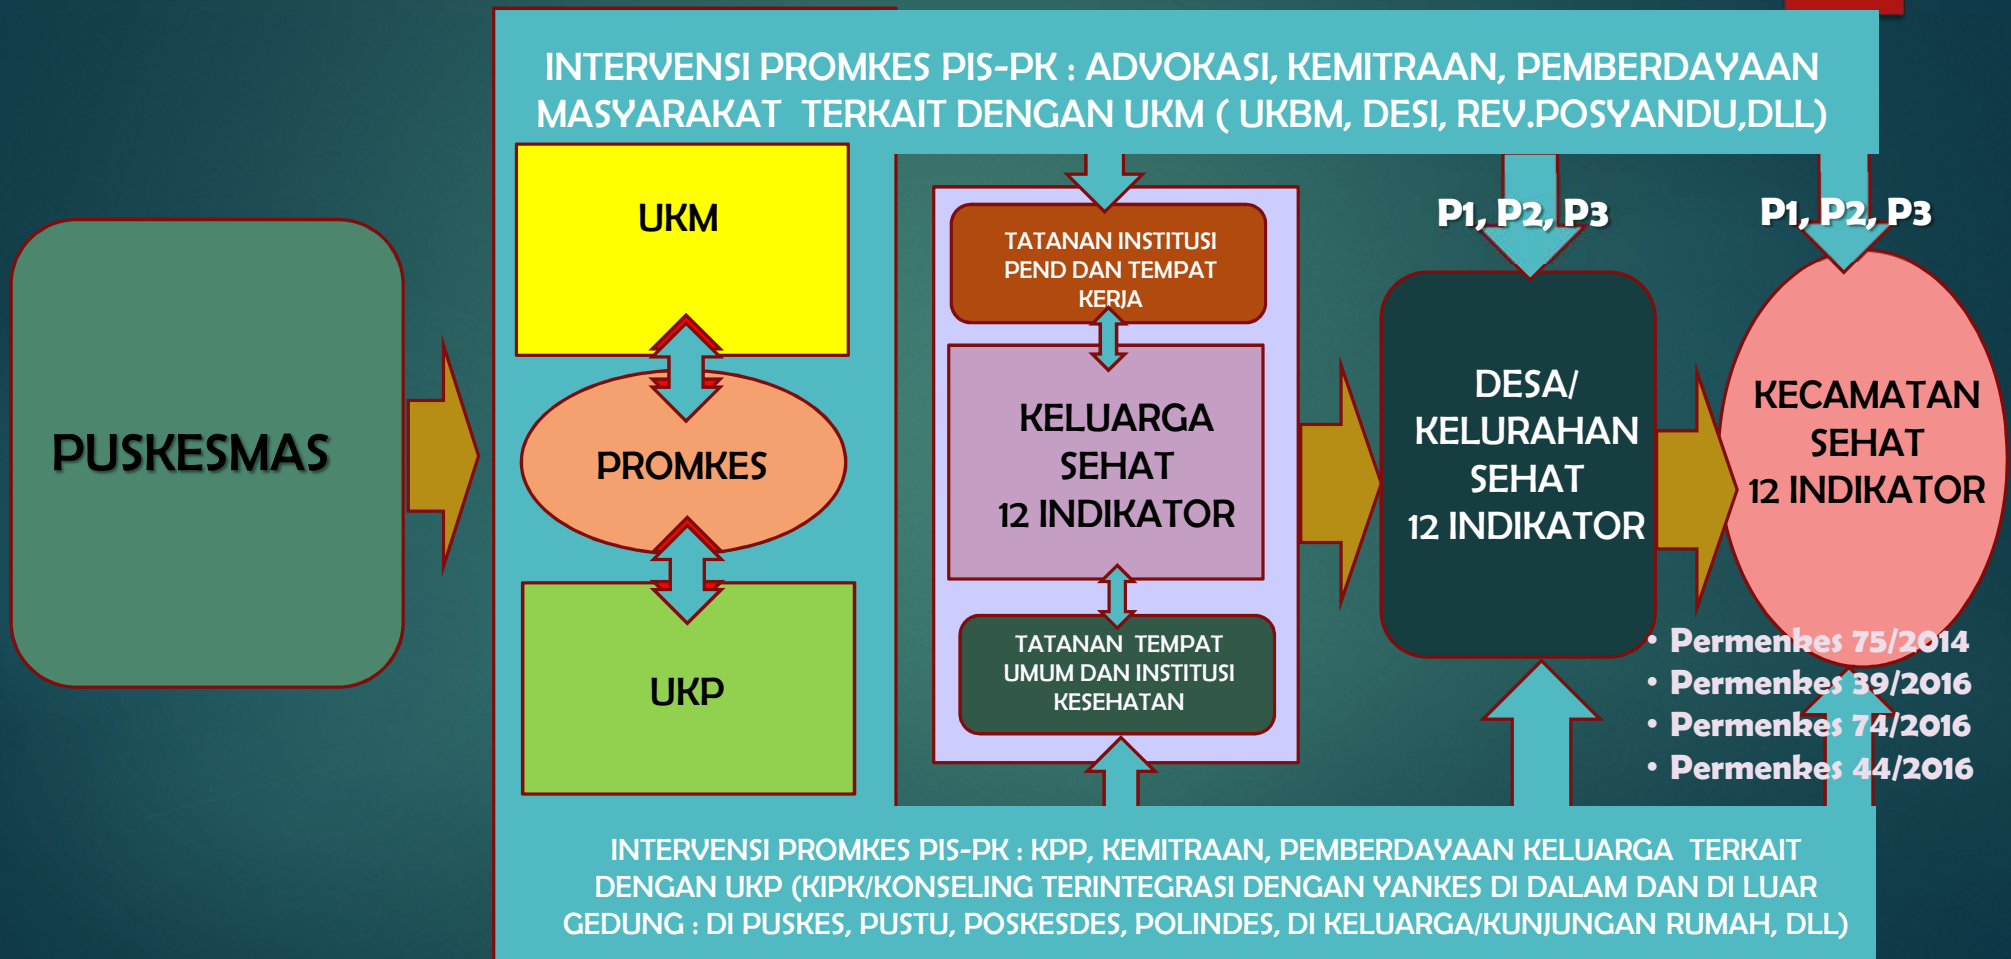 INTERVENSI PROMKES PIS-PK : ADVOKASI, KEMITRAAN, PEMBERDAYAAN
MASYARAKAT TERKAIT DENGAN UKM ( UKBM, DESI, REV.POSYANDU,DLL)
PUSKESMAS
UKM
PROMKES
UKP
TATANAN INSTITUSI
PEND DAN TEMPAT
KERJA
KELUARGA
SEHAT
12 INDIKATOR
TATANAN TEMPAT
UMUM DAN INSTITUSI
KESEHATAN
P1, P2, P3
DESA/
KELURAHAN
SEHAT
12 INDIKATOR
P1, P2, P3
KECAMATAN
SEHAT
12 INDIKATOR
• Permenkes 75/2014
• Permenkes 39/2016
• Permenkes 74/2016
• Permenkes 44/2016
INTERVENSI PROMKES PIS-PK : KPP, KEMITRAAN, PEMBERDAYAAN KELUARGA TERKAIT
DENGAN UKP (KIPK/KONSELING TERINTEGRASI DENGAN YANKES DI DALAM DAN DI LUAR
GEDUNG : DI PUSKES, PUSTU, POSKESDES, POLINDES, DI KELUARGA/KUNJUNGAN RUMAH, DLL)